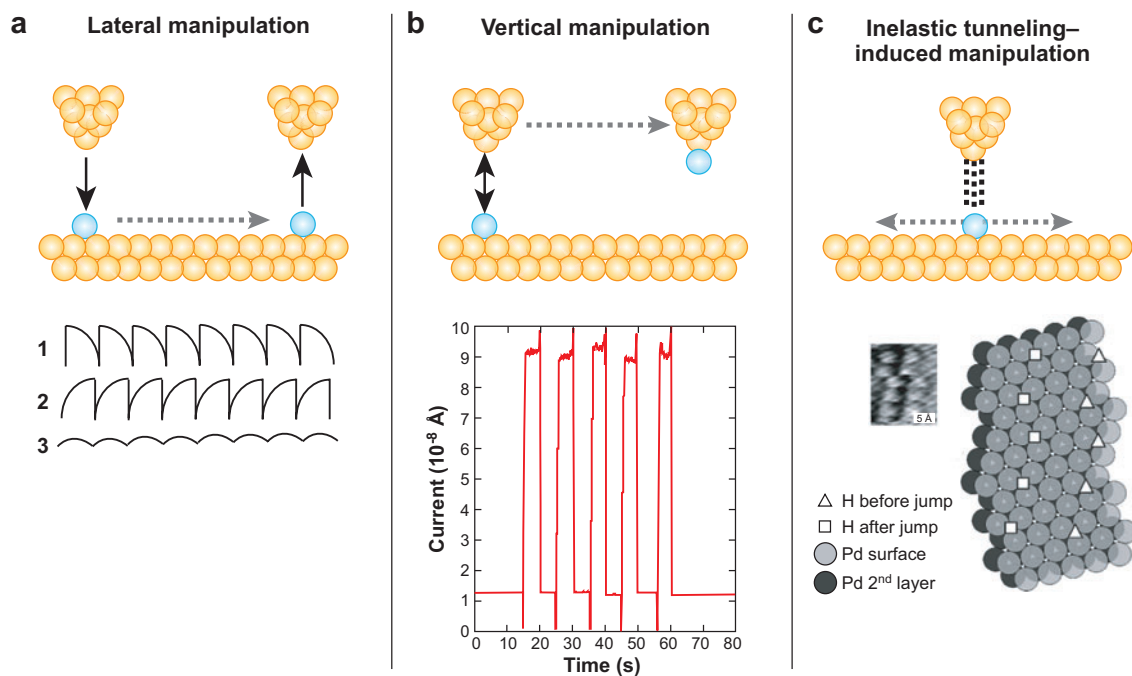 a
Lateral manipulation
1
2
3
b
Vertical manipulation
10
9
8
7
6
5
4
3
2
1
0
Current (10⁻⁸ Å)
0 10 20 30 40 50 60 70 80
Time (s)
c
Inelastic tunneling–
induced manipulation
5 Å
H before jump
H after jump
Pd surface
Pd 2ⁿᵈ layer